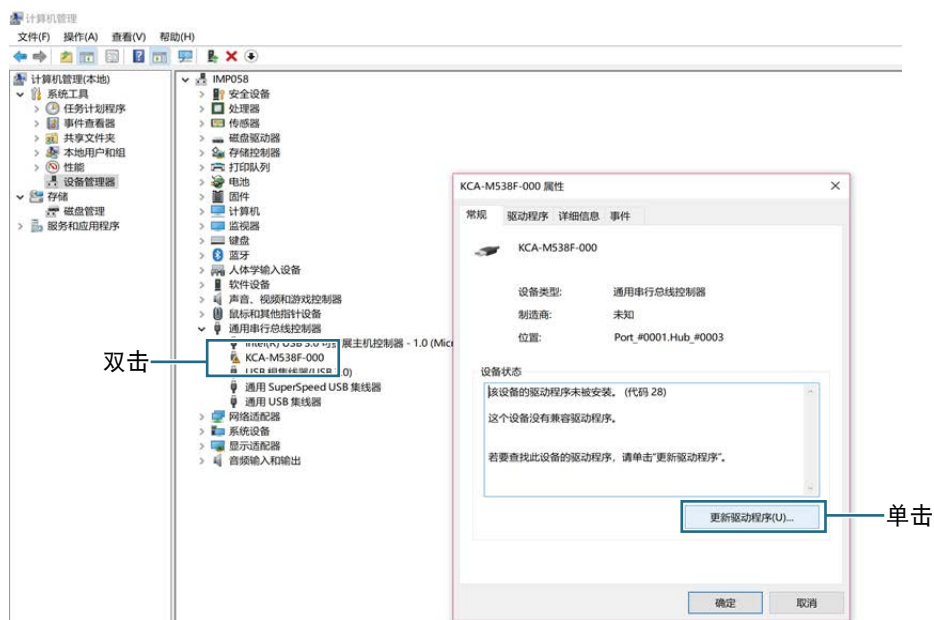 计算机管理
文件(F) 操作(A) 查看(V) 帮助(H)
计算机管理(本地)
系统工具
任务计划程序
事件查看器
共享文件夹
本地用户和组
性能
设备管理器
存储
磁盘管理
服务和应用程序
IMP058
安全设备
处理器
传感器
磁盘驱动器
存储控制器
打印队列
电池
固件
计算机
监视器
键盘
蓝牙
人体学输入设备
软件设备
声音、视频和游戏控制器
鼠标和其他指针设备
通用串行总线控制器
Intel(R) USB 3.0 可扩展主机控制器 - 1.0 (Micr
KCA-M538F-000
USB 根集线器(USB 3.0)
通用 SuperSpeed USB 集线器
通用 USB 集线器
网络适配器
系统设备
显示适配器
音频输入和输出
双击
KCA-M538F-000 属性
常规 驱动程序 详细信息 事件
KCA-M538F-000
设备类型: 通用串行总线控制器
制造商: 未知
位置: Port_#0001.Hub_#0003
设备状态
该设备的驱动程序未被安装。 (代码 28)
这个设备没有兼容驱动程序。
若要查找此设备的驱动程序，请单击"更新驱动程序"。
更新驱动程序(U)...
单击
确定 取消